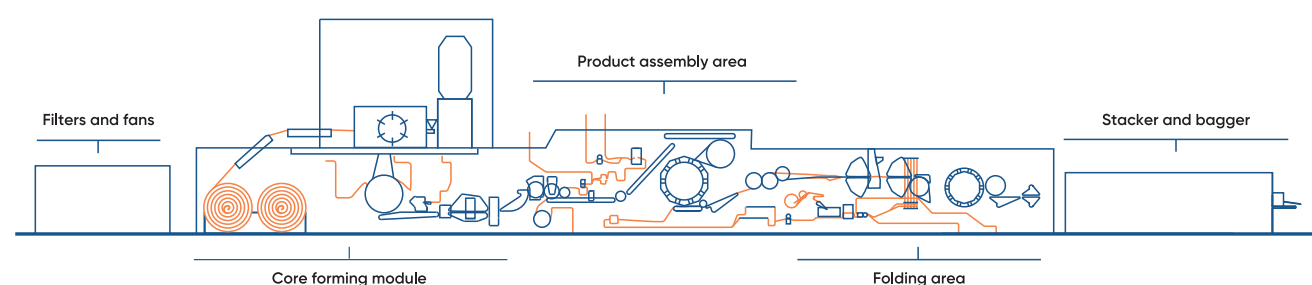 Product assembly area
Filters and fans
Stacker and bagger
Core forming module
Folding area